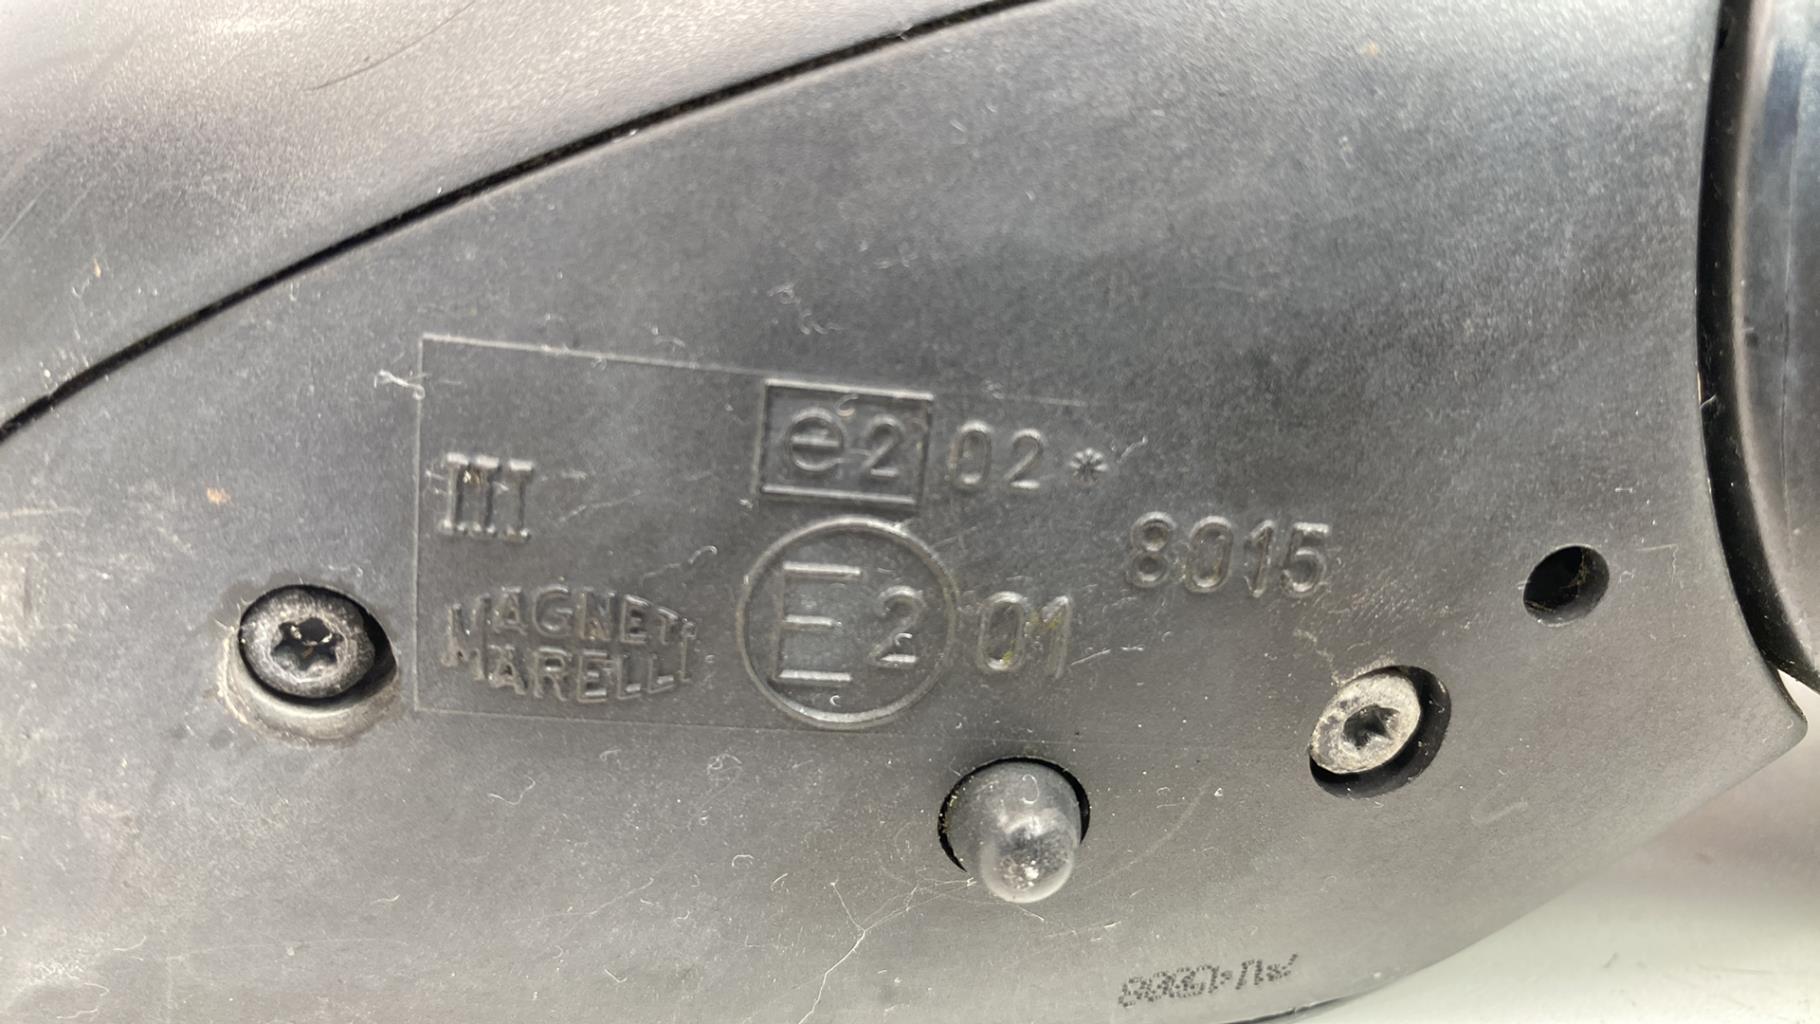 e2 02*
III
8015
MAGNETI
MARELLI
E2 01